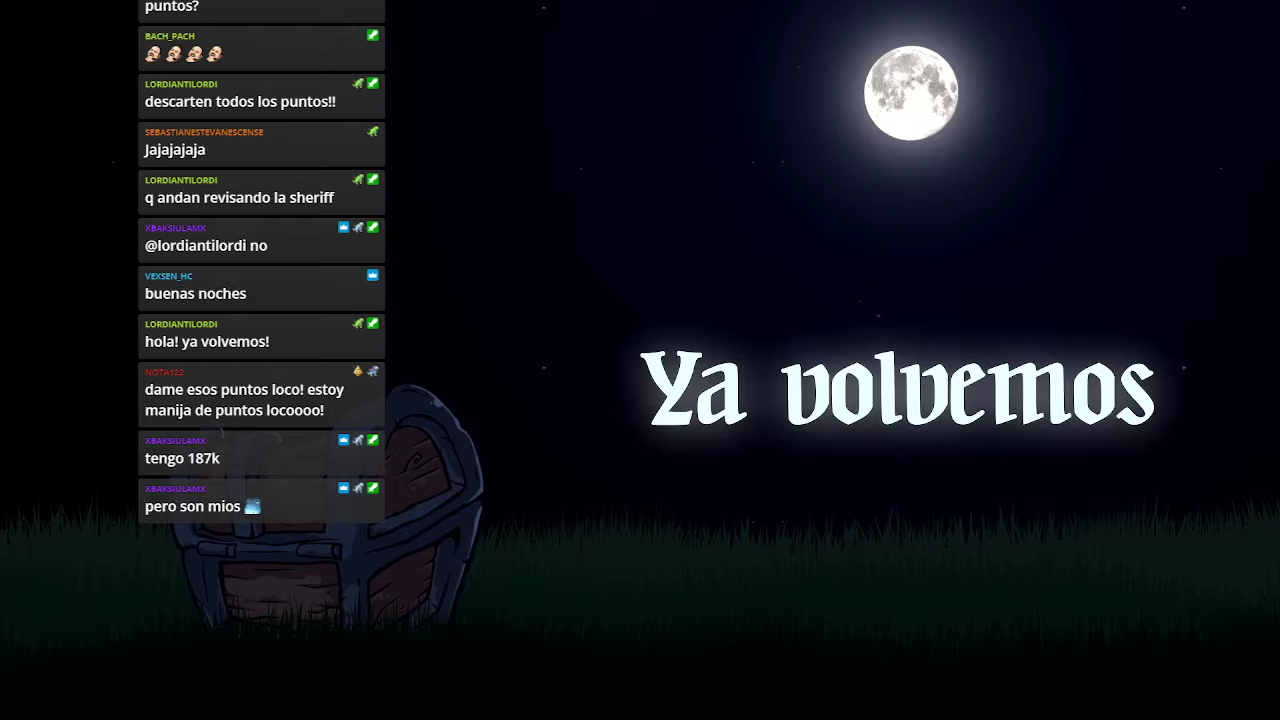 puntos?
BACH_PACH
LORDIANTILORDI
descarten todos los puntos!!
SEBASTIANESTEVANESCENSE
Jajajajaja
LORDIANTILORDI
q andan revisando la sheriff
XBAKSIULAMX
@lordiantilordi no
VEXSEN_HC
buenas noches
LORDIANTILORDI
hola! ya volvemos!
NOTA122
dame esos puntos loco! estoy
manija de puntos locoooo!
XBAKSIULAMX
tengo 187k
XBAKSIULAMX
pero son mios
Ya volvemos